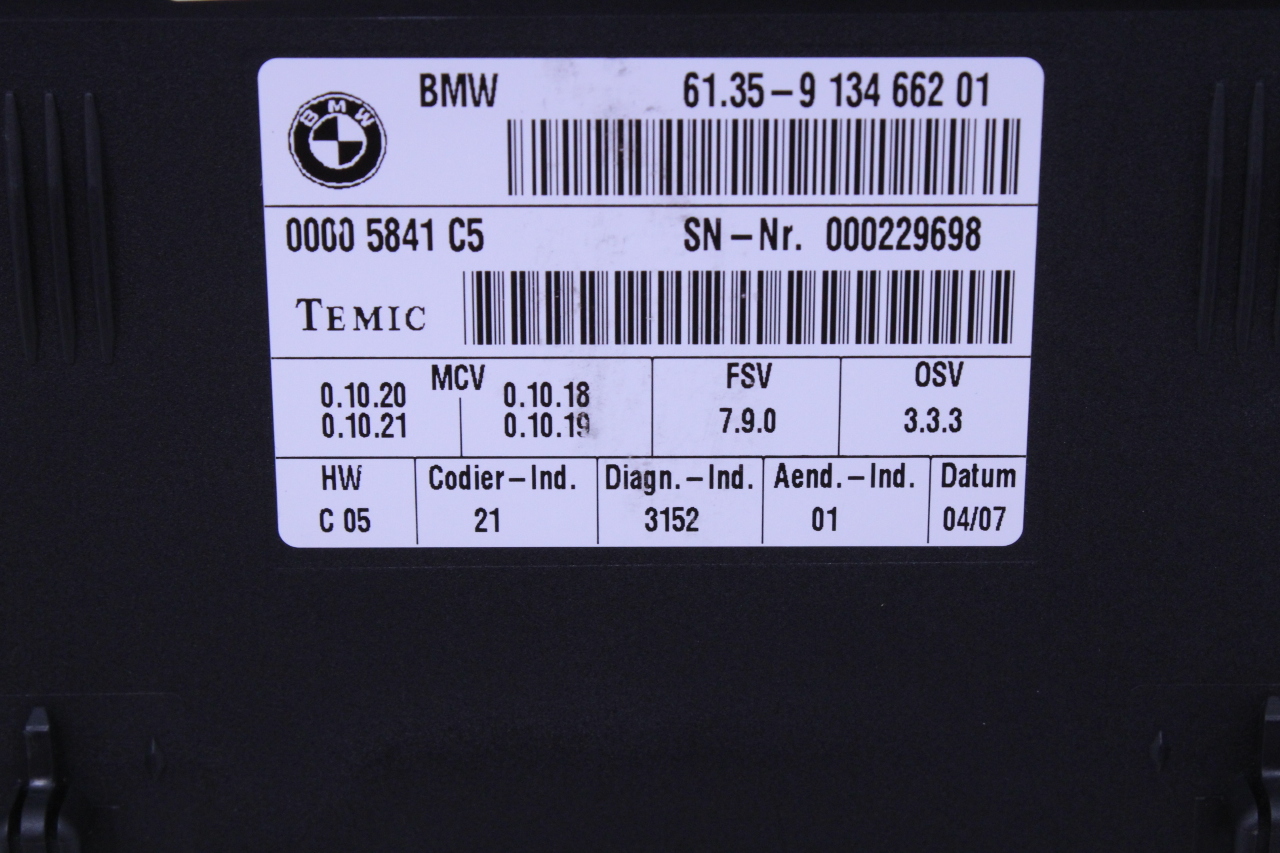 BMW
BMW 61.35-9 134 662 01
0000 5841 C5 SN-Nr. 000229698
TEMIC
MCV FSV OSV
0.10.20 0.10.18
0.10.21 0.10.19 7.9.0 3.3.3
HW Codier-Ind. Diagn.-Ind. Aend.-Ind. Datum
C 05 21 3152 01 04/07